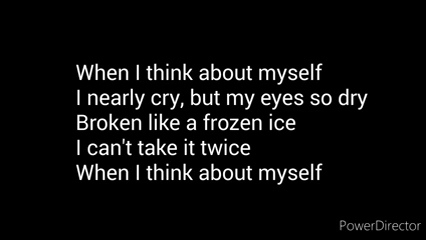 When I think about myself
I nearly cry, but my eyes so dry
Broken like a frozen ice
I can't take it twice
When I think about myself
PowerDirector